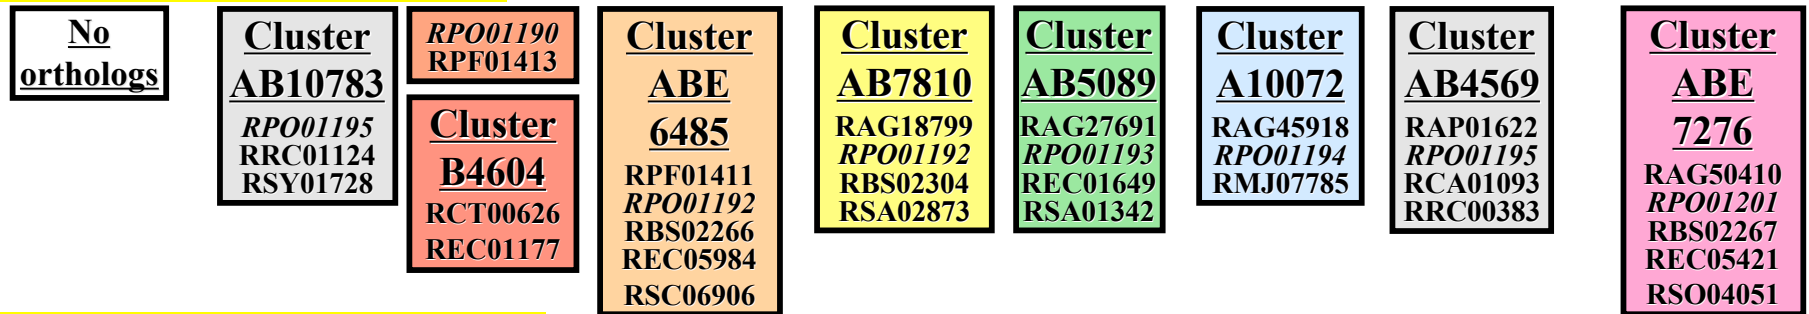 No
orthologs
Cluster
AB10783
RPO01195
RRC01124
RSY01728
RPO01190
RPF01413
Cluster
B4604
RCT00626
REC01177
Cluster
ABE
6485
RPF01411
RPO01192
RBS02266
REC05984
RSC06906
Cluster
AB7810
RAG18799
RPO01192
RBS02304
RSA02873
Cluster
AB5089
RAG27691
RPO01193
REC01649
RSA01342
Cluster
A10072
RAG45918
RPO01194
RMJ07785
Cluster
AB4569
RAP01622
RPO01195
RCA01093
RRC00383
Cluster
ABE
7276
RAG50410
RPO01201
RBS02267
REC05421
RSO04051